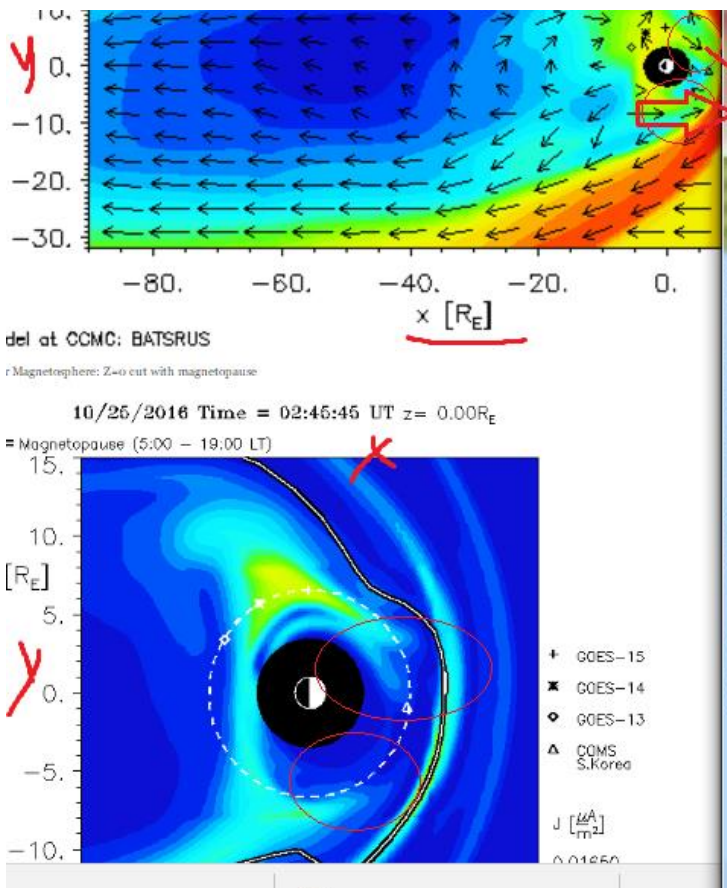 y
0.
-10.
-20.
-30.
-80. -60. -40. -20. 0.
x [RE]
del at CCMC: BATSRUS
r Magnetosphere: Z=0 cut with magnetopause
10/25/2016 Time = 02:45:45 UT z= 0.00RE
= Magnetopause (5:00 - 19:00 LT)
x
15.
10.
[RE]
5.
y
0.
-5.
-10.
+ GOES-15
GOES-14
GOES-13
COMS
S.Korea
J [μA/m²]